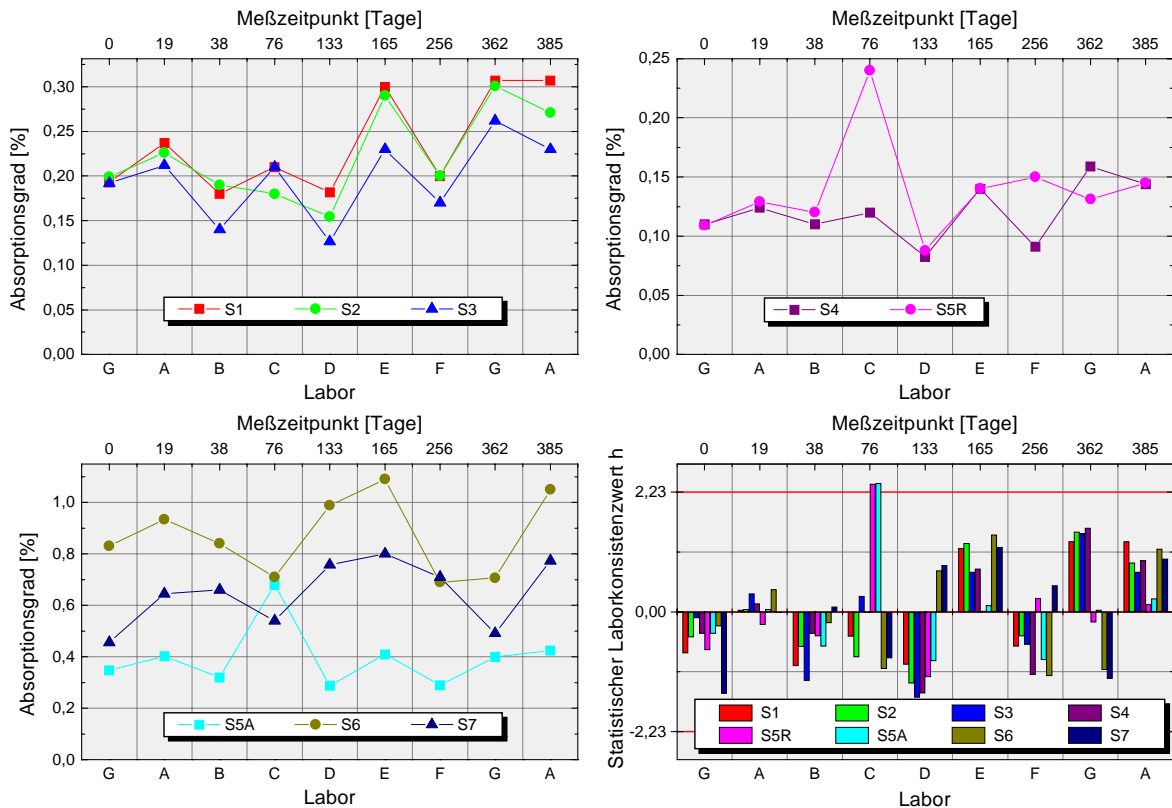 Meßzeitpunkt [Tage]
0 19 38 76 133 165 256 362 385
Absorptionsgrad [%]
0,30
0,25
0,20
0,15
0,10
0,05
0,00
S1 S2 S3
G A B C D E F G A
Labor
Meßzeitpunkt [Tage]
0 19 38 76 133 165 256 362 385
Absorptionsgrad [%]
0,25
0,20
0,15
0,10
0,05
0,00
S4 S5R
G A B C D E F G A
Labor
Meßzeitpunkt [Tage]
0 19 38 76 133 165 256 362 385
Absorptionsgrad [%]
1,0
0,8
0,6
0,4
0,2
0,0
S5A S6 S7
G A B C D E F G A
Labor
Meßzeitpunkt [Tage]
0 19 38 76 133 165 256 362 385
Statistischer Laborkonsistenzwert h
2,23
0,00
-2,23
S1 S2 S3 S4
S5R S5A S6 S7
G A B C D E F G A
Labor